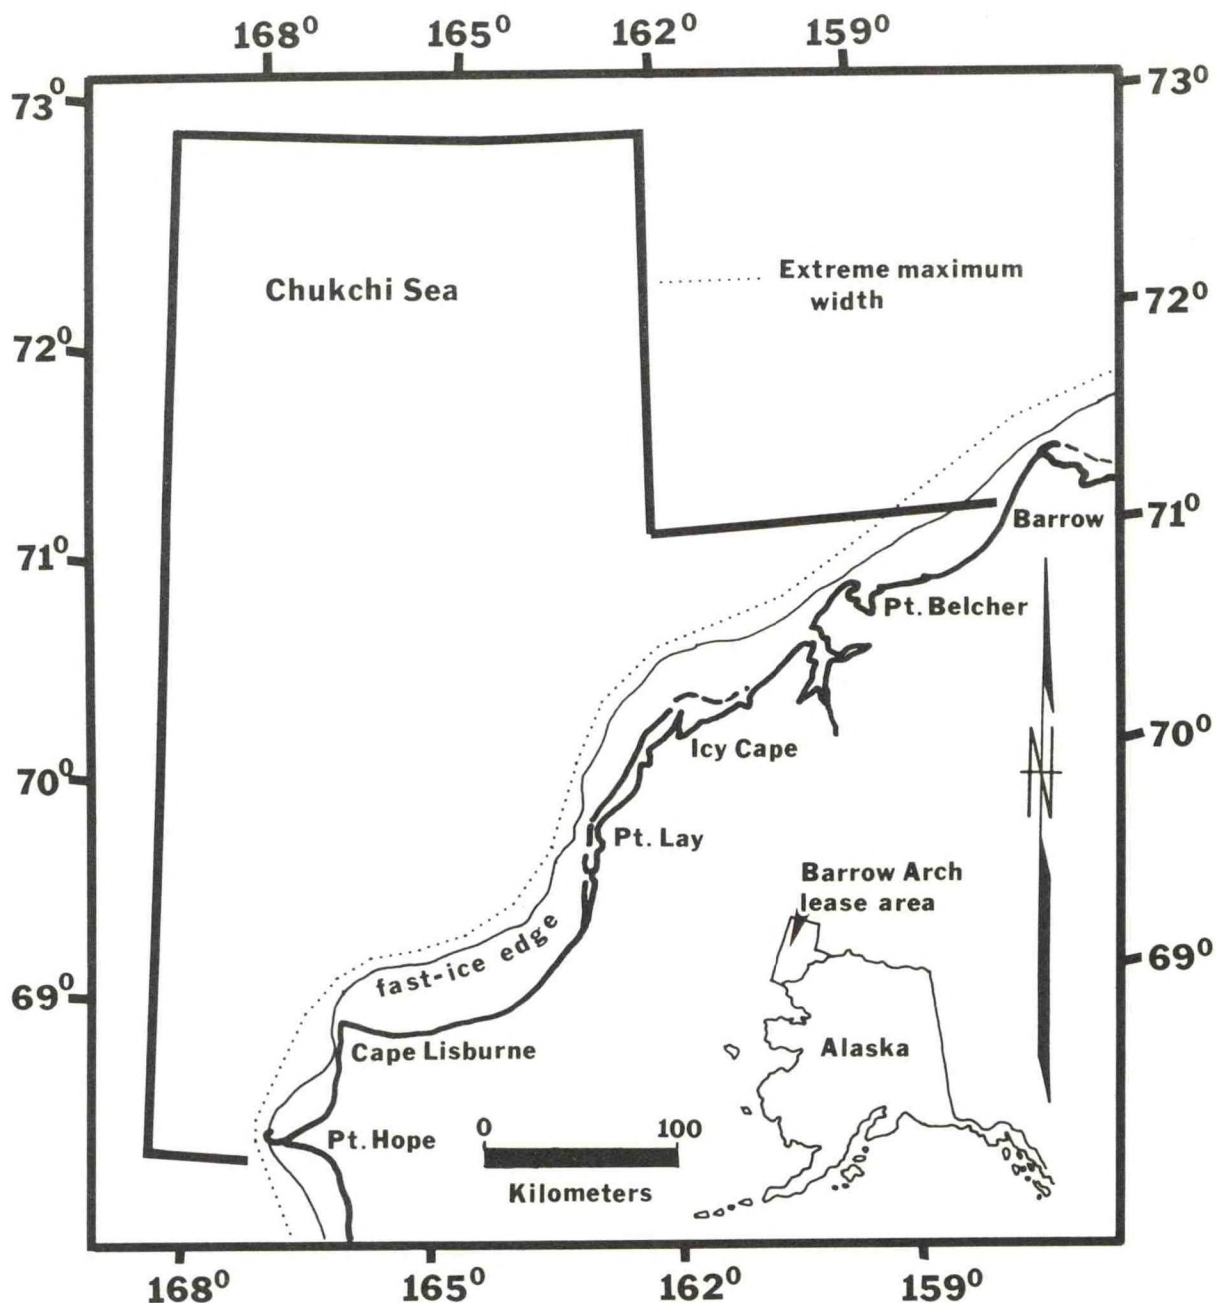 168⁰ 165⁰ 162⁰ 159⁰
73⁰ 73⁰
Chukchi Sea
Extreme maximum
width
72⁰ 72⁰
71⁰ 71⁰
Barrow
Pt. Belcher
Icy Cape
70⁰ 70⁰
N
Pt. Lay
Barrow Arch
lease area
fast-ice edge
69⁰ 69⁰
Cape Lisburne
Alaska
Pt. Hope
0 100
Kilometers
168⁰ 165⁰ 162⁰ 159⁰